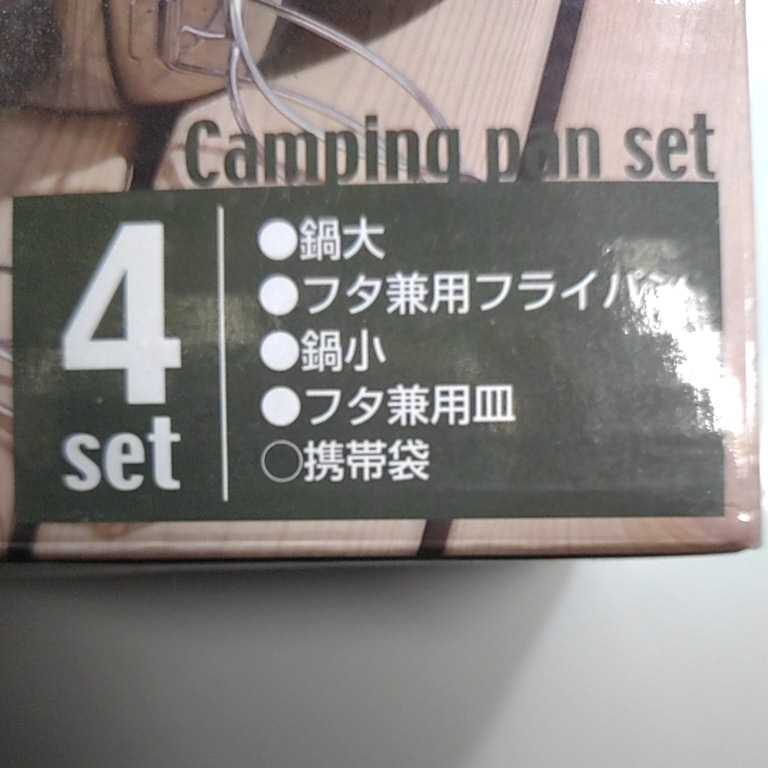 Camping pan set
4
set
●鍋大
●フタ兼用フライパン
●鍋小
●フタ兼用皿
○携帯袋